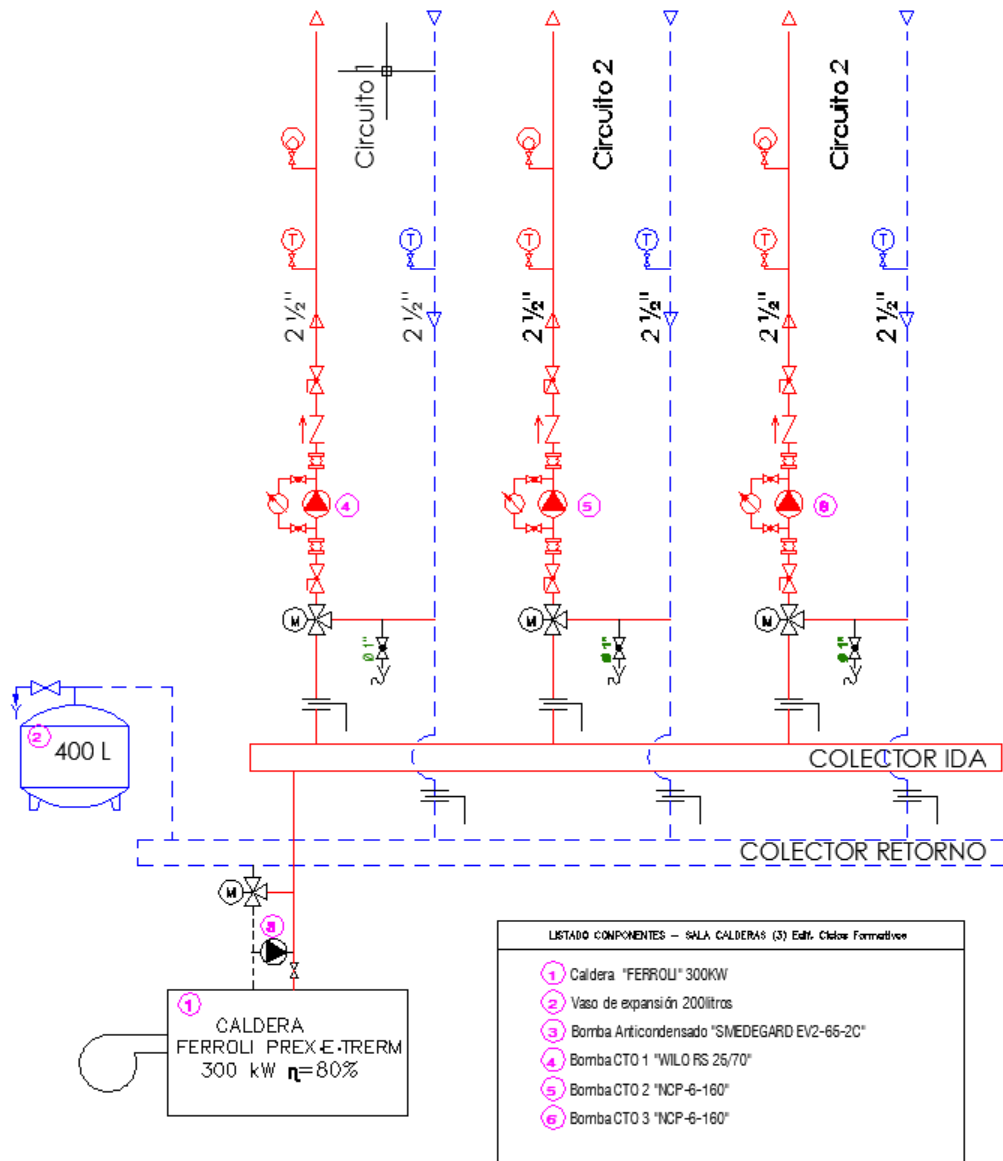 Circuito 1
Circuito 2
Circuito 2
T
T
T
T
T
T
2 ½"
2 ½"
2 ½"
2 ½"
2 ½"
2 ½"
4
5
6
M
M
M
Ø 1"
Ø 1"
Ø 1"
2
400 L
COLECTOR IDA
COLECTOR RETORNO
M
3
1
CALDERA
FERROLI PREX-E-TRERM
300 kW η=80%
LISTADO COMPONENTES - SALA CALDERAS (3) Edif. Ciclos Formativos
1 Caldera "FERROLI" 300KW
2 Vaso de expansión 200litros
3 Bomba Anticondensado "SMEDEGARD EV2-65-2C"
4 Bomba CTO 1 "WILO RS 25/70"
5 Bomba CTO 2 "NCP-6-160"
6 Bomba CTO 3 "NCP-6-160"